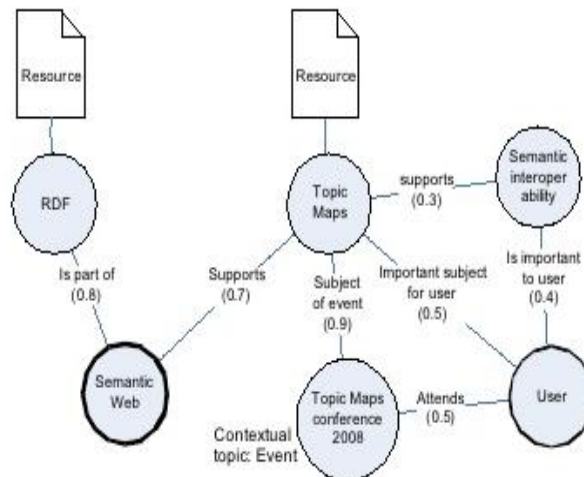 Resource
Resource
RDF
Topic
Maps
supports
(0.3)
Semantic
interoper
ability
Is part of
(0.8)
Supports
(0.7)
Subject
of event
(0.9)
Important subject
for user
(0.5)
Is important
to user
(0.4)
Semantic
Web
Topic Maps
conference
2008
Attends
(0.5)
User
Contextual
topic: Event